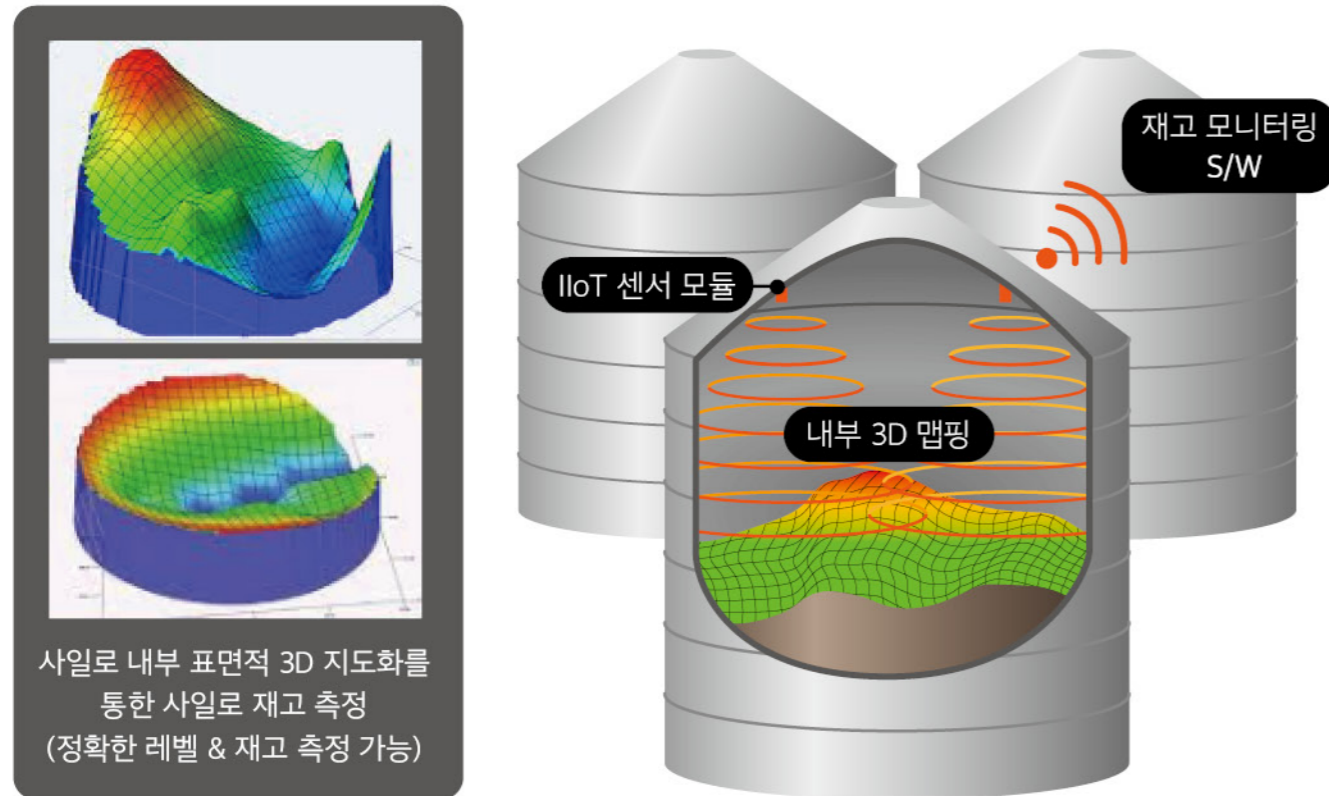 사일로 내부 표면적 3D 지도화를
통한 사일로 재고 측정
(정확한 레벨 & 재고 측정 가능)
재고 모니터링
S/W
IIoT 센서 모듈
내부 3D 맵핑